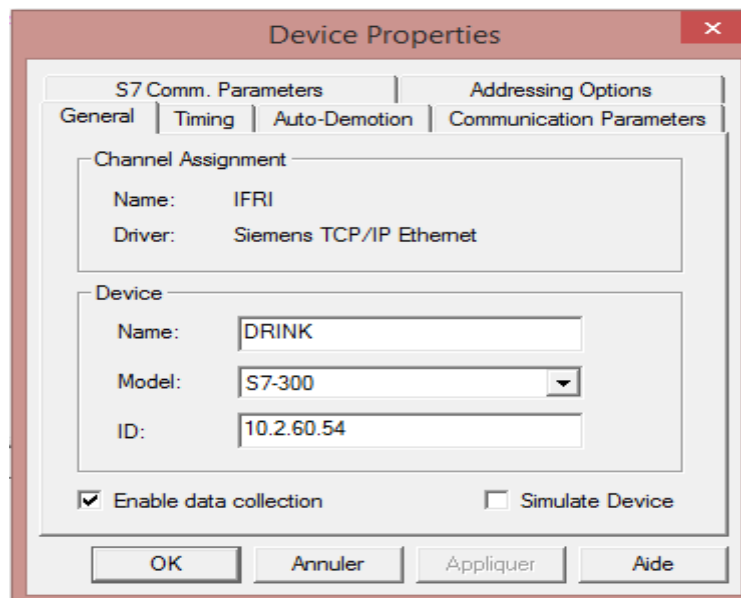 Device Properties
S7 Comm. Parameters Addressing Options
General Timing Auto-Demotion Communication Parameters
Channel Assignment
Name: IFRI
Driver: Siemens TCP/IP Ethernet
Device
Name: DRINK
Model: S7-300
ID: 10.2.60.54
Enable data collection Simulate Device
OK Annuler Appliquer Aide